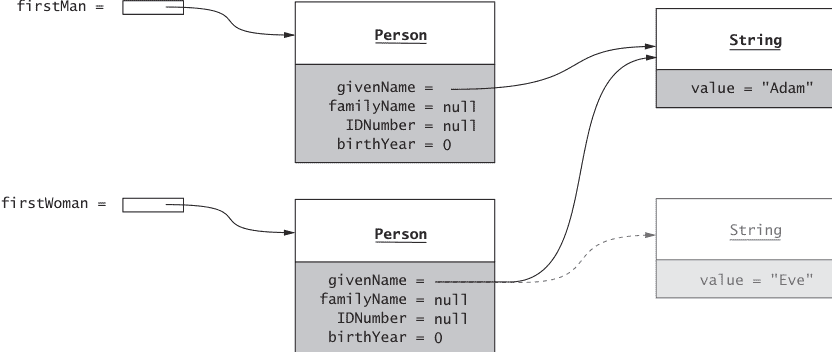 firstMan =
Person
givenName =
familyName = null
IDNumber = null
birthYear = 0
String
value = "Adam"
firstWoman =
Person
givenName =
familyName = null
IDNumber = null
birthYear = 0
String
value = "Eve"